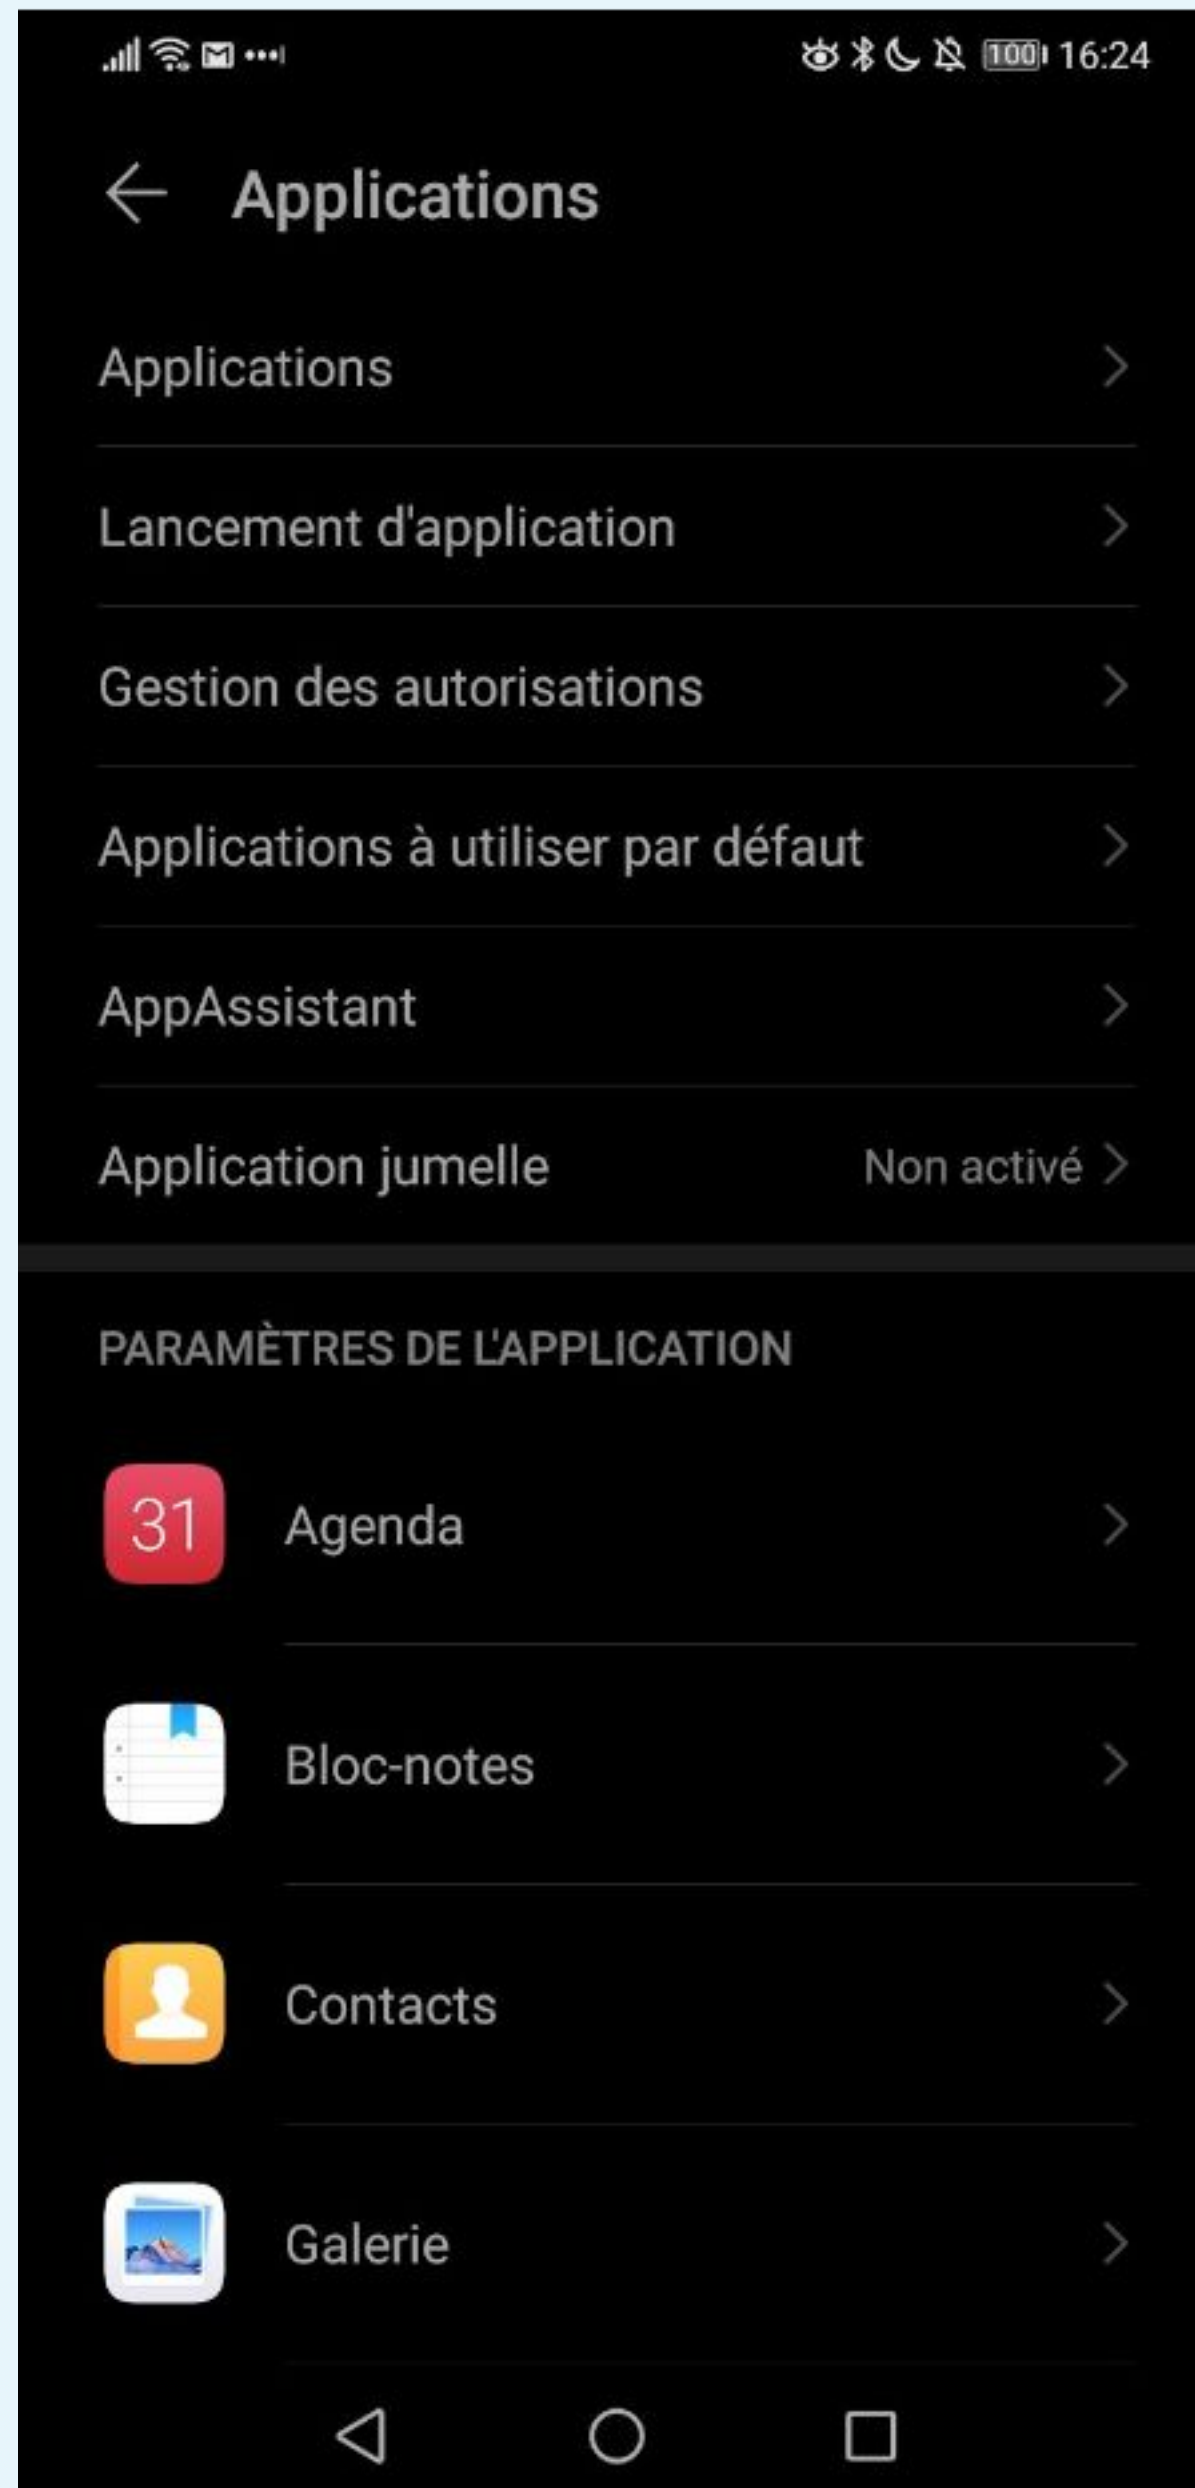 100 16:24
Applications
Applications
Lancement d'application
Gestion des autorisations
Applications à utiliser par défaut
AppAssistant
Application jumelle Non activé
PARAMÈTRES DE L'APPLICATION
31 Agenda
Bloc-notes
Contacts
Galerie